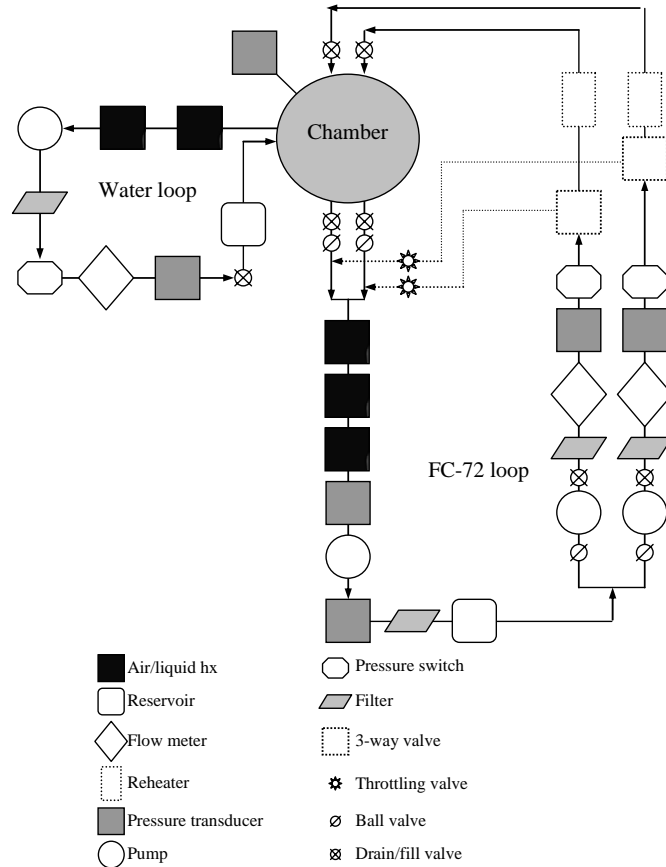 Chamber
Water loop
FC-72 loop
Air/liquid hx
Reservoir
Flow meter
Reheater
Pressure transducer
Pump
Pressure switch
Filter
3-way valve
Throttling valve
Ball valve
Drain/fill valve